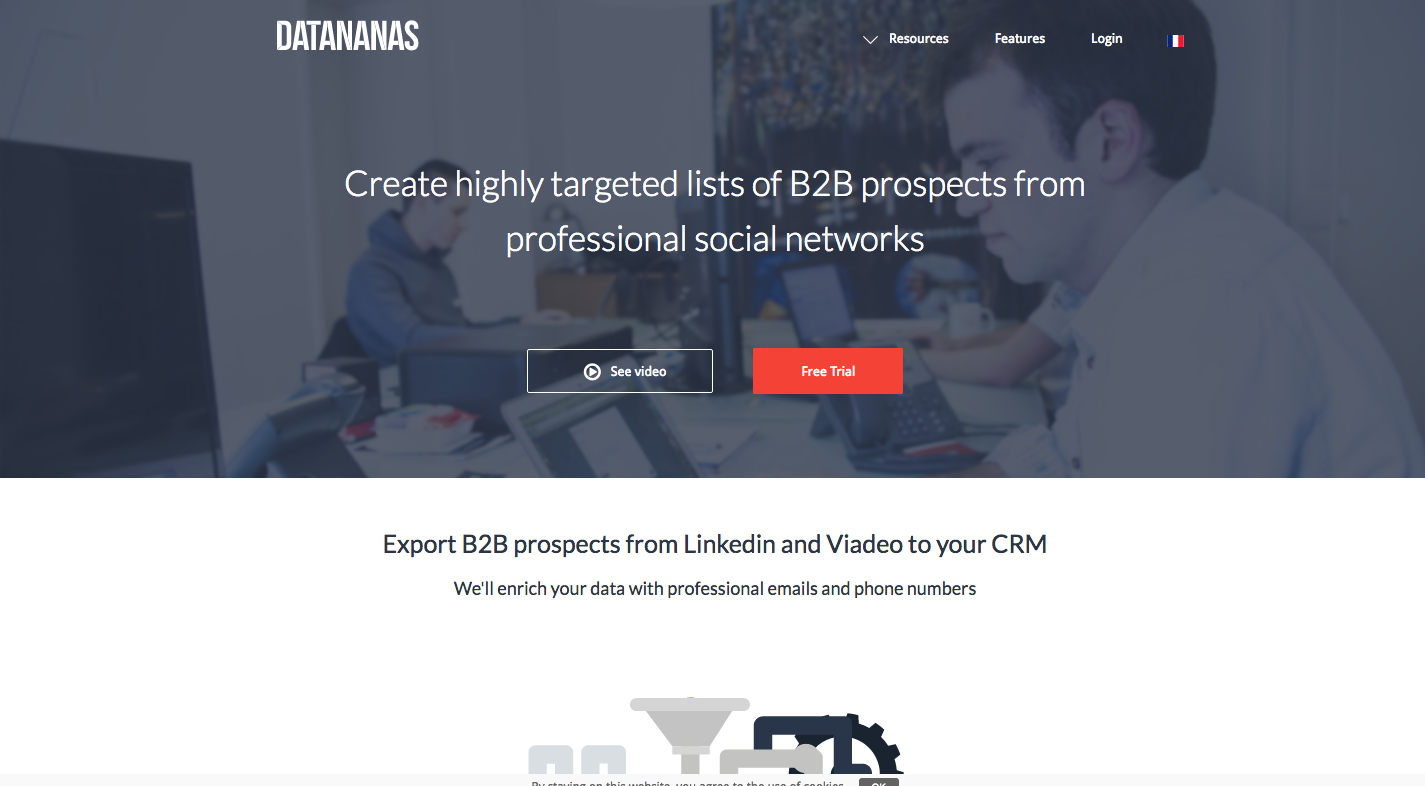 DATANANAS
Resources
Features
Login
Create highly targeted lists of B2B prospects from
professional social networks
See video
Free Trial
Export B2B prospects from Linkedin and Viadeo to your CRM
We'll enrich your data with professional emails and phone numbers
By staying on this website, you agree to the use of cookies.
OK